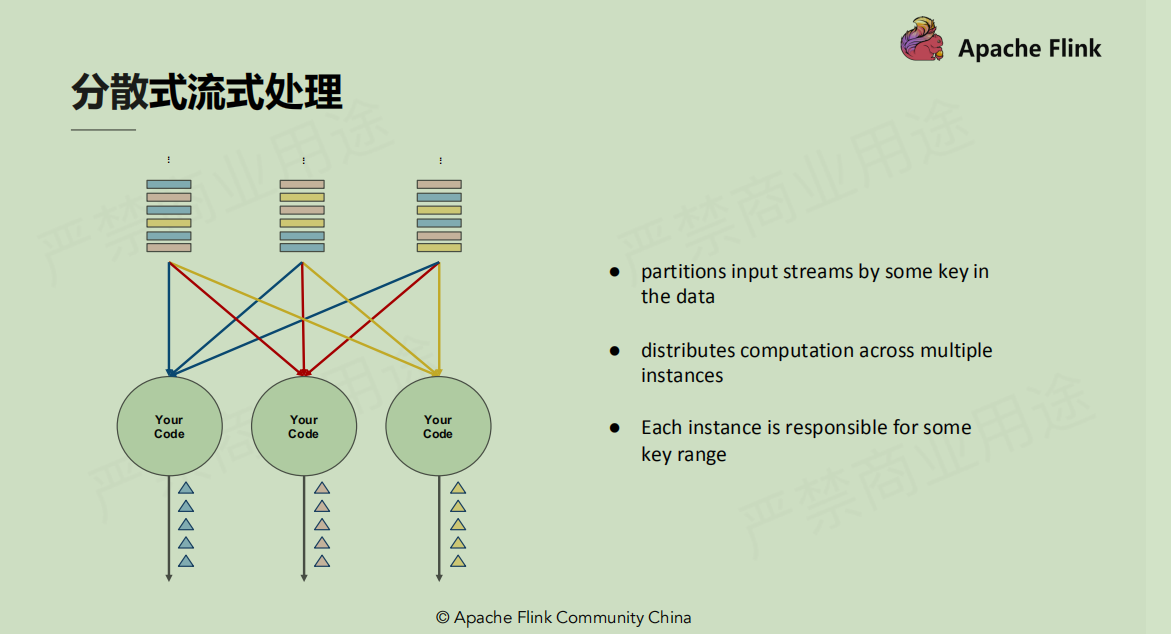 Apache Flink
分散式流式处理
Your
Code
Your
Code
Your
Code
● partitions input streams by some key in
the data
● distributes computation across multiple
instances
● Each instance is responsible for some
key range
严禁商业用途
严禁商业用途
严禁商业用途
严禁商业用途
© Apache Flink Community China